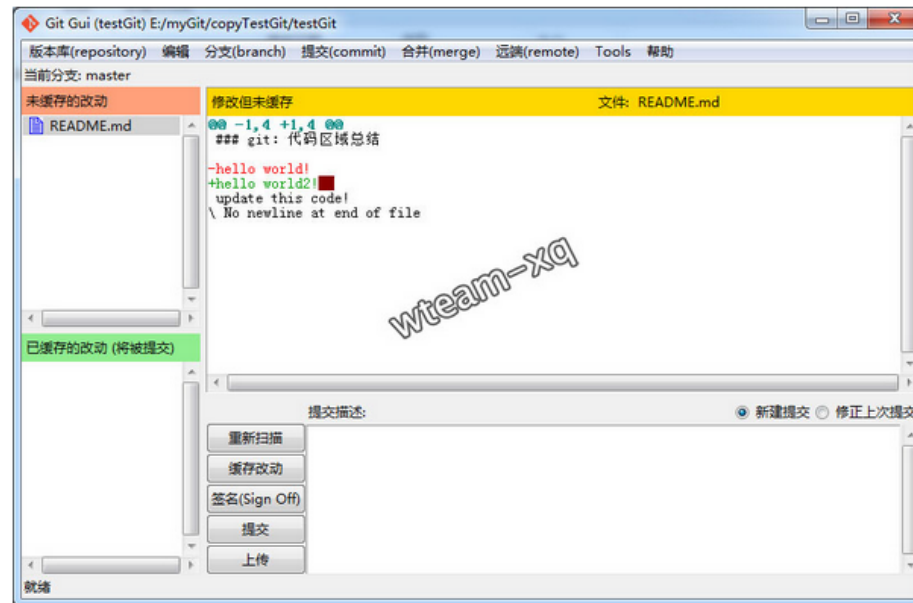 Git Gui (testGit) E:/myGit/copyTestGit/testGit
版本库(repository) 编辑 分支(branch) 提交(commit) 合并(merge) 远端(remote) Tools 帮助
当前分支: master
未缓存的改动
修改但未缓存 文件: README.md
README.md
@@ -1,4 +1,4 @@
### git: 代码区域总结
-hello world!
+hello world2!
update this code!
\ No newline at end of file
wteam-xq
已缓存的改动 (将被提交)
提交描述: 新建提交 修正上次提交
重新扫描
缓存改动
签名(Sign Off)
提交
上传
就绪